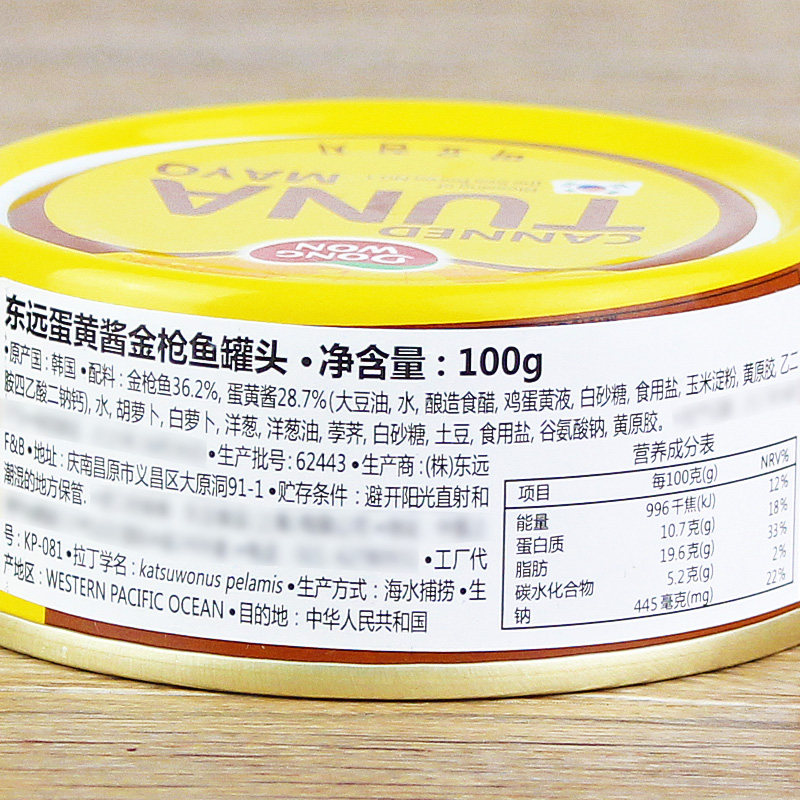 MAYO
TUNA
CANNED
DONG
WON
东远蛋黄酱金枪鱼罐头 •净含量：100g
•原产国：韩国 •配料：金枪鱼36.2%, 蛋黄酱28.7%(大豆油, 水, 酿造食醋, 鸡蛋黄液, 白砂糖, 食用盐, 玉米淀粉, 黄原胶, 乙二
胺四乙酸二钠钙), 水, 胡萝卜, 白萝卜, 洋葱, 洋葱油, 荸荠, 白砂糖, 土豆, 食用盐, 谷氨酸钠, 黄原胶.
•生产批号：62443 •生产商：(株)东远
F&B •地址：庆南昌原市义昌区大原洞91-1 •贮存条件：避开阳光直射和
潮湿的地方保管.
•工厂代
号：KP-081 •拉丁学名：katsuwonus pelamis •生产方式：海水捕捞 •生
产地区：WESTERN PACIFIC OCEAN •目的地：中华人民共和国
营养成分表
项目 每100克(g) NRV%
能量 996千焦(kJ) 12%
蛋白质 10.7克(g) 18%
脂肪 19.6克(g) 33%
碳水化合物 5.2克(g) 2%
钠 445毫克(mg) 22%